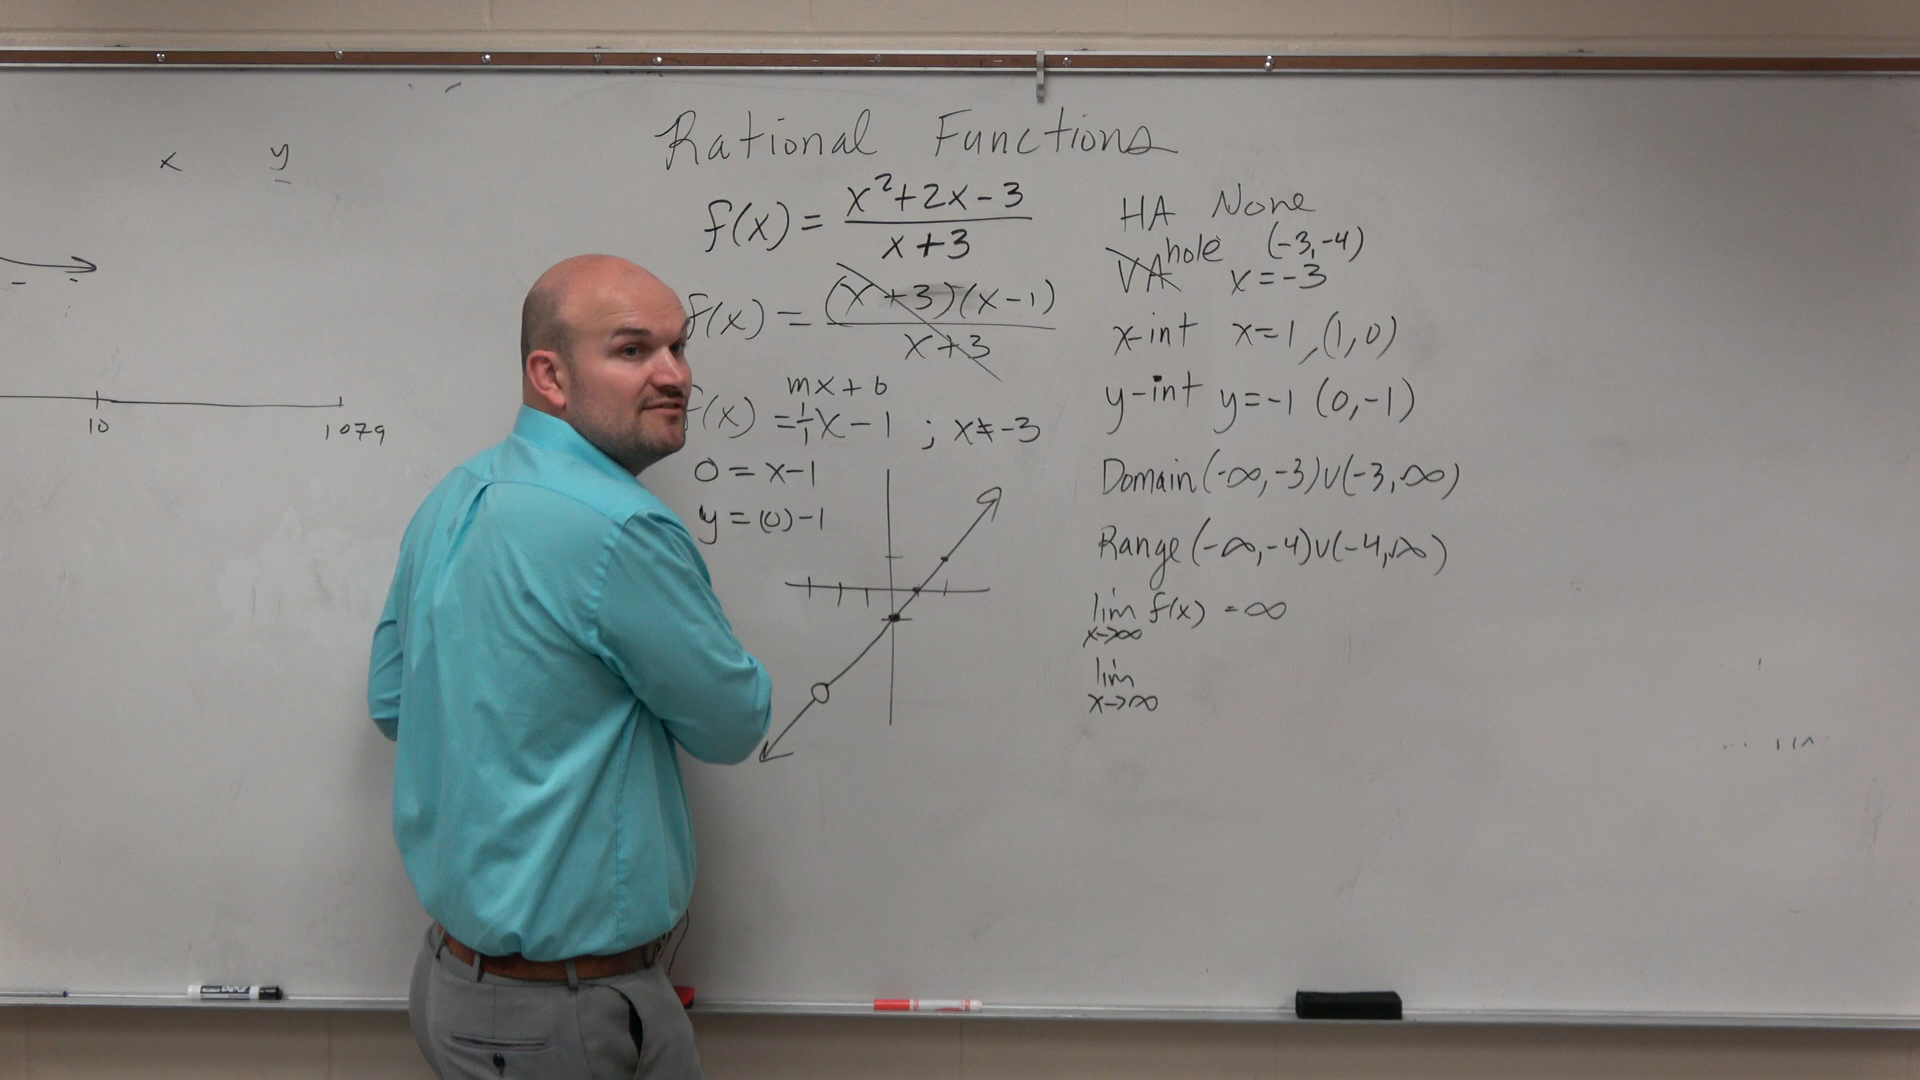 x y
10 1079
Rational Functions
f(x) = x²+2x-3 / x+3
f(x) = (x+3)(x-1) / x+3
mx+b
f(x) = 1/1 x - 1 ; x≠-3
0 = x-1
y = (0)-1
HA None
VA hole (-3,-4)
x=-3
x-int x=1, (1,0)
y-int y=-1 (0,-1)
Domain (-∞,-3)∪(-3,∞)
Range (-∞,-4)∪(-4,∞)
lim f(x) = ∞
x→∞
lim
x→∞